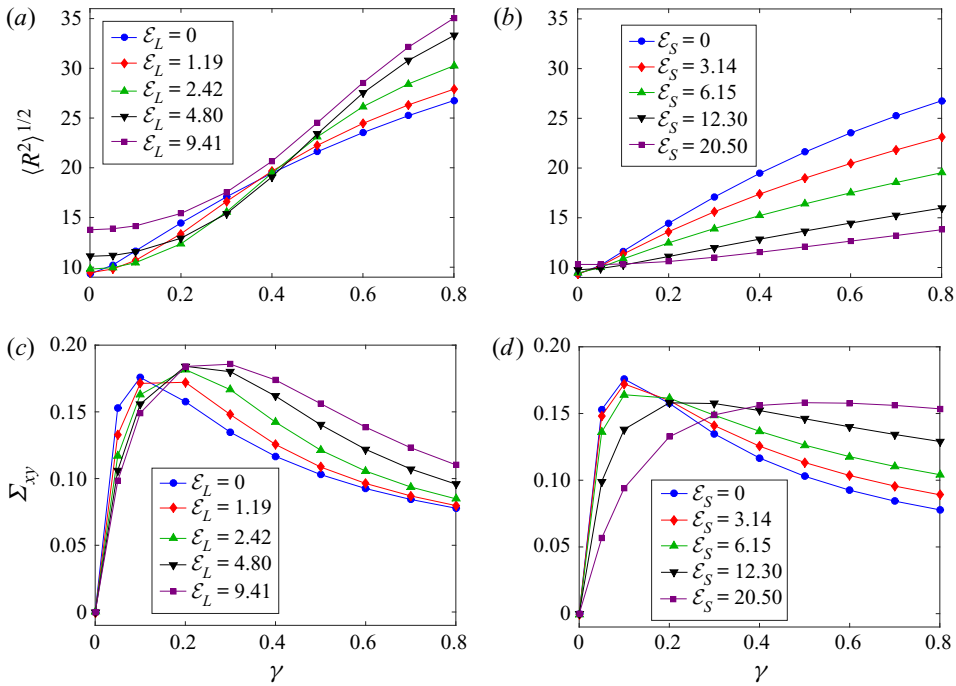 (a)
35
30
25
20
15
10
0
0.2
0.4
0.6
0.8
⟨R²⟩¹/²
ℰ_L = 0
ℰ_L = 1.19
ℰ_L = 2.42
ℰ_L = 4.80
ℰ_L = 9.41
(b)
35
30
25
20
15
10
0
0.2
0.4
0.6
0.8
ℰ_S = 0
ℰ_S = 3.14
ℰ_S = 6.15
ℰ_S = 12.30
ℰ_S = 20.50
(c)
0.20
0.15
0.10
0.05
0
0
0.2
0.4
0.6
0.8
Σ_xy
γ
ℰ_L = 0
ℰ_L = 1.19
ℰ_L = 2.42
ℰ_L = 4.80
ℰ_L = 9.41
(d)
0.20
0.15
0.10
0.05
0
0
0.2
0.4
0.6
0.8
γ
ℰ_S = 0
ℰ_S = 3.14
ℰ_S = 6.15
ℰ_S = 12.30
ℰ_S = 20.50